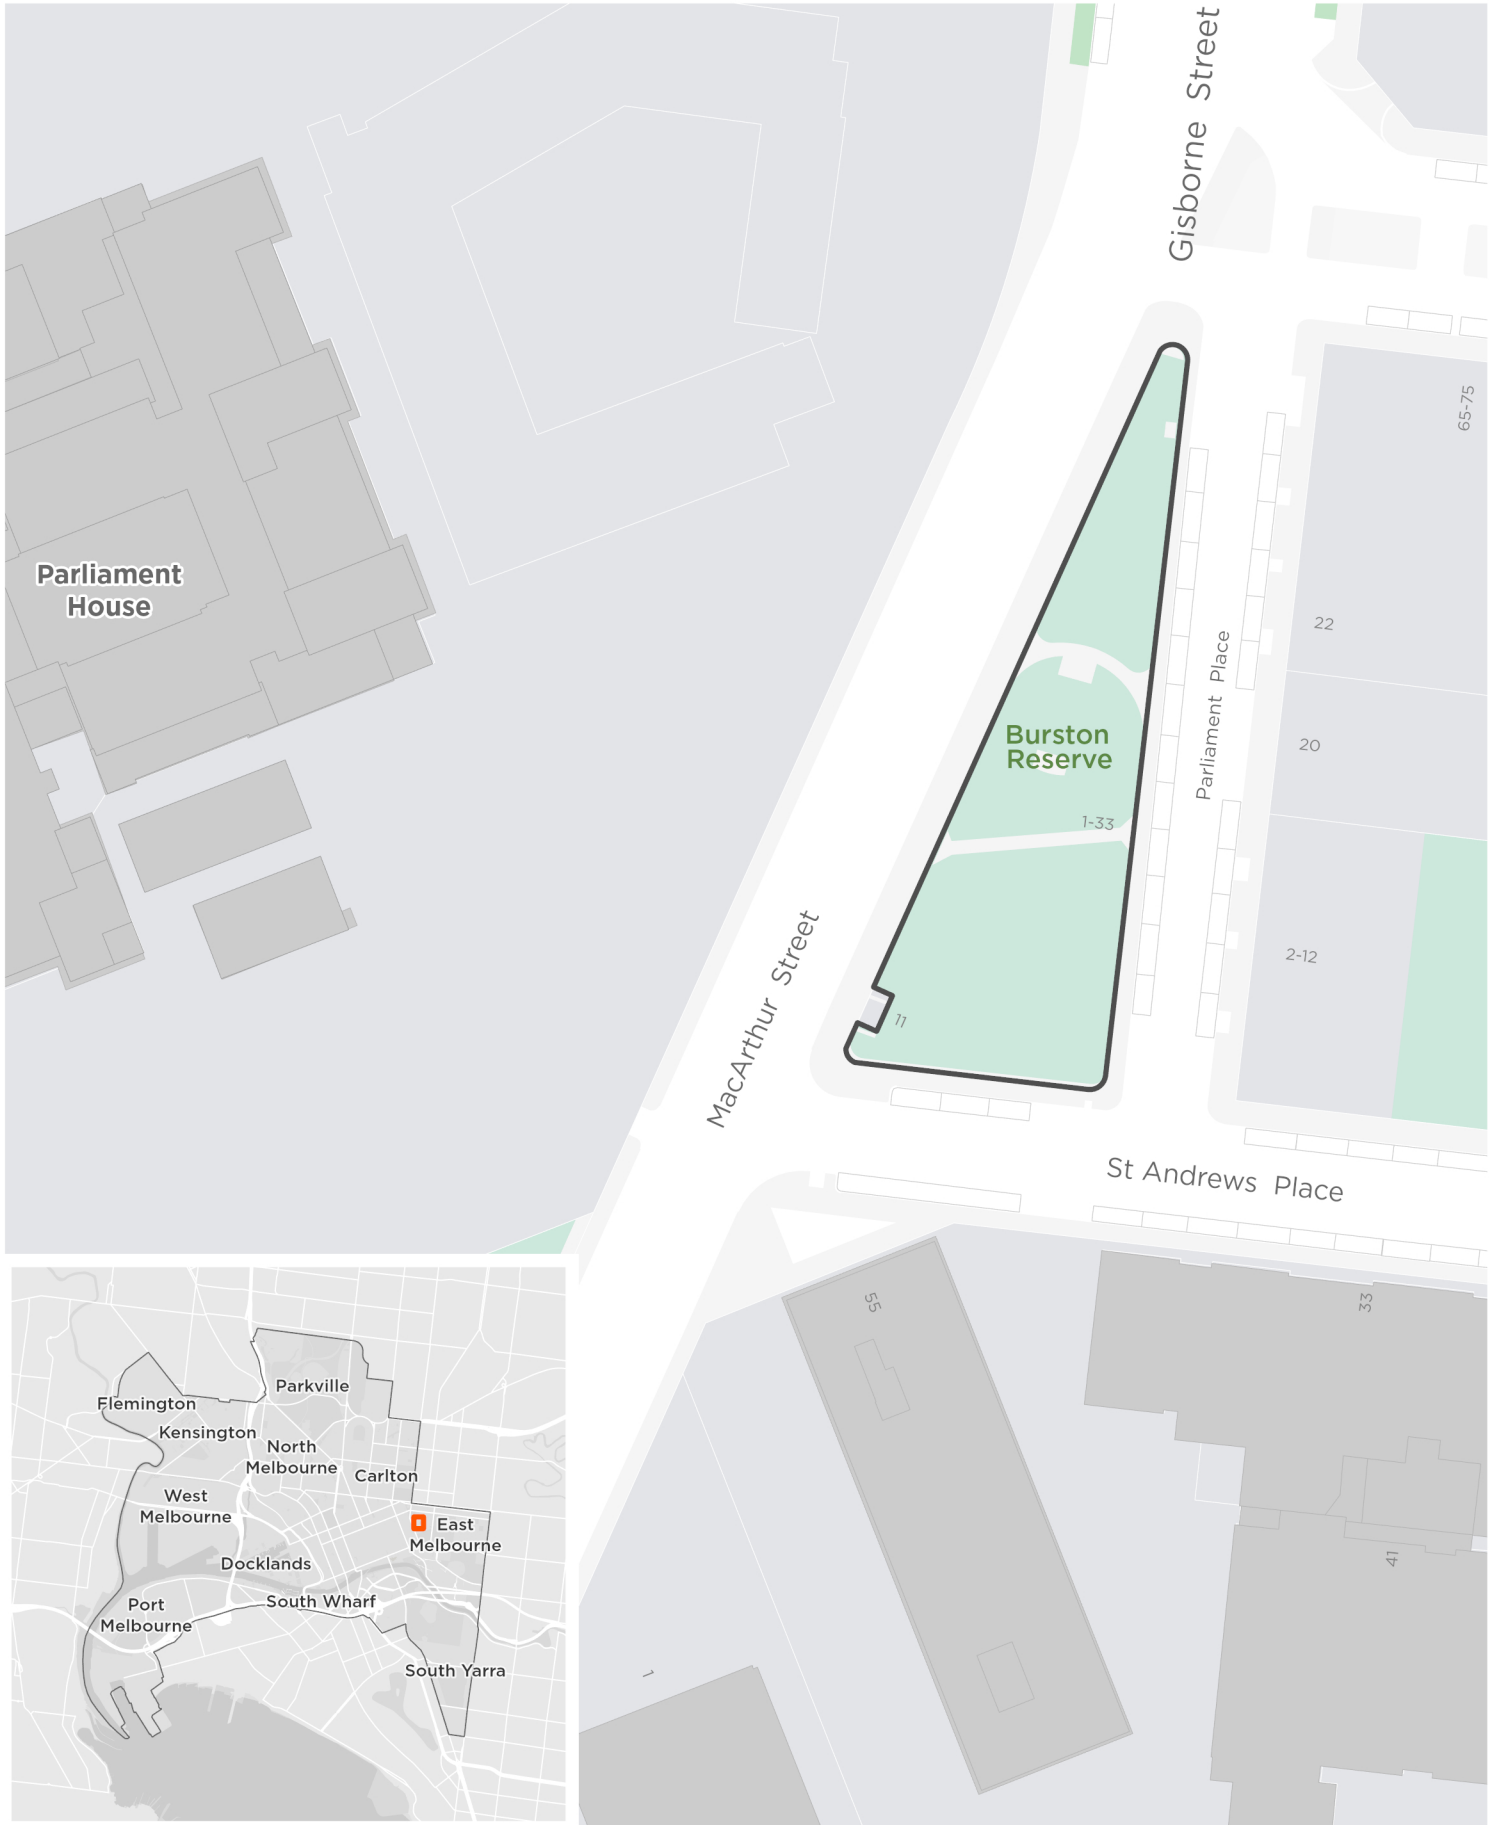 Gisborne Street
65-75
Parliament
House
22
Parliament Place
Burston
Reserve
20
1-33
2-12
11
MacArthur Street
St Andrews Place
55
33
41
1
Parkville
Flemington
Kensington
North
Melbourne
Carlton
West
Melbourne
East
Melbourne
Docklands
South Wharf
Port
Melbourne
South Yarra